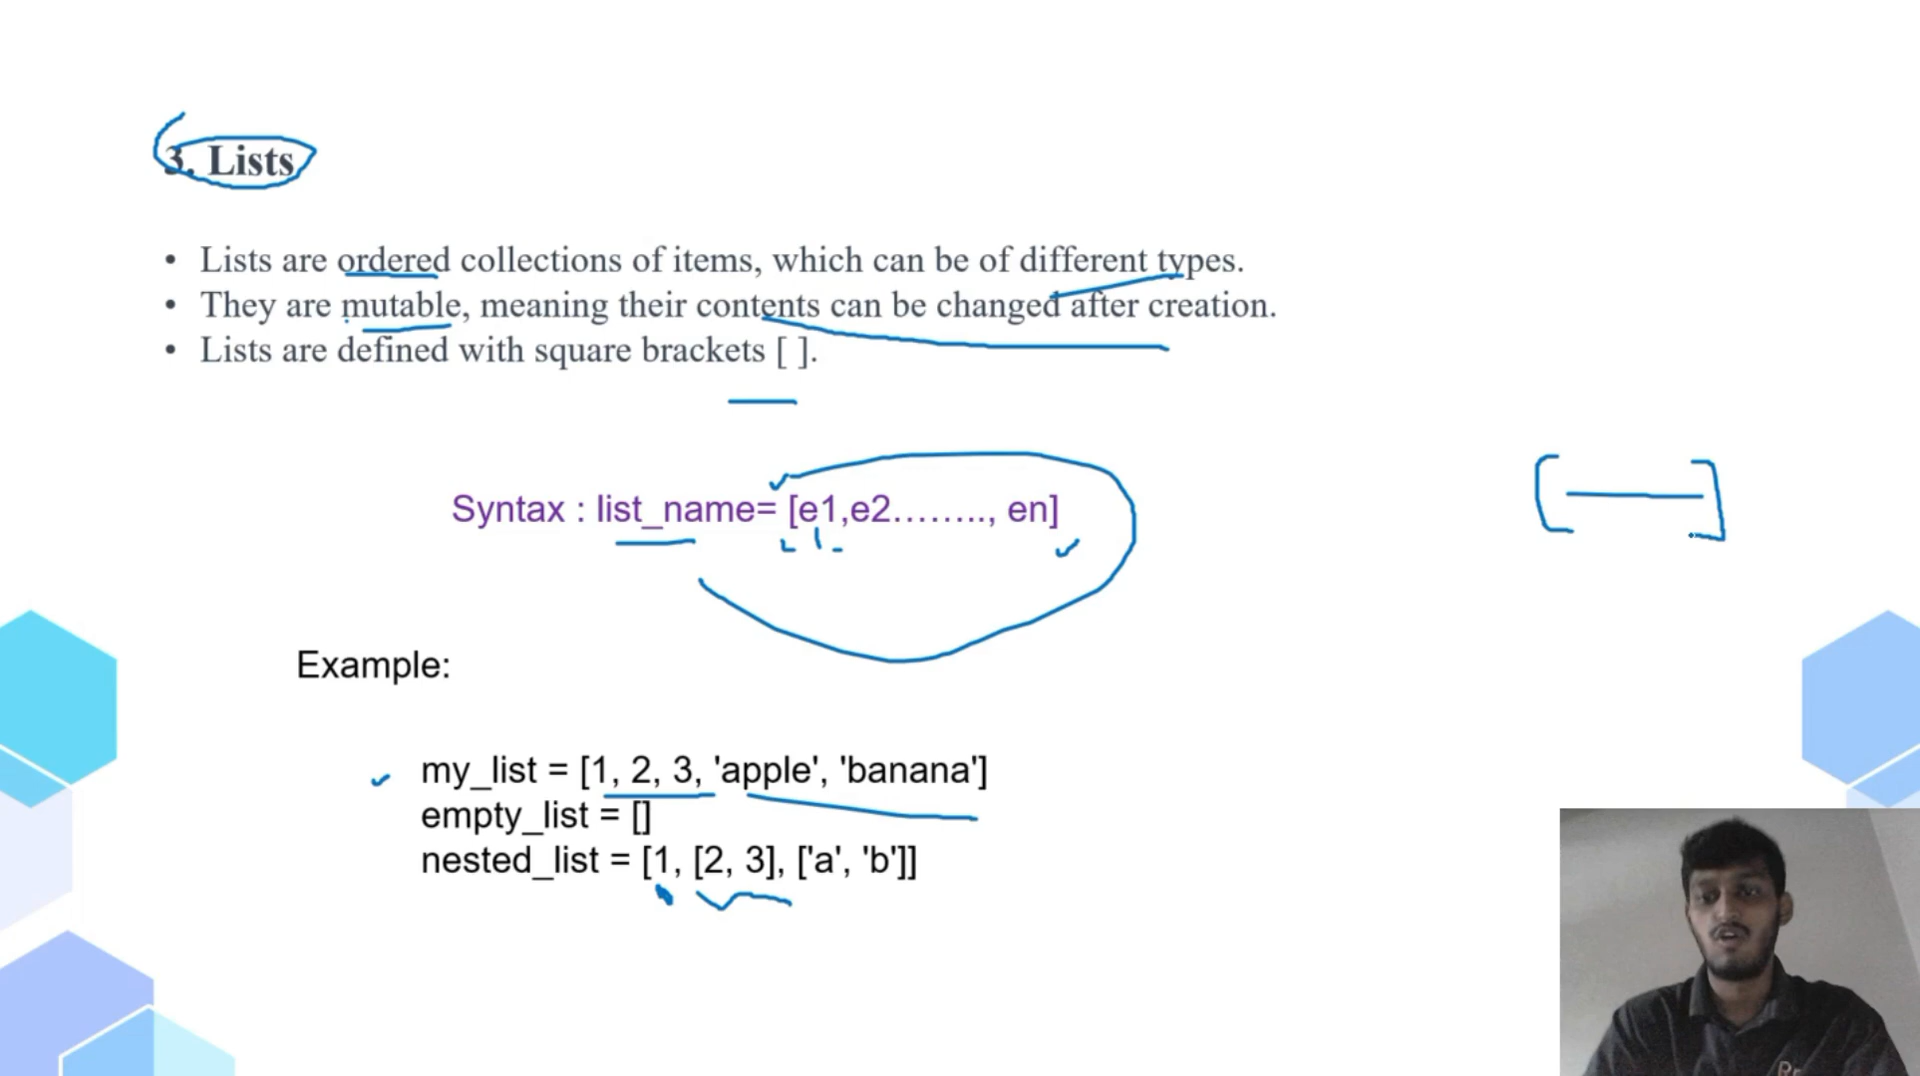 3. Lists
• Lists are ordered collections of items, which can be of different types.
• They are mutable, meaning their contents can be changed after creation.
• Lists are defined with square brackets [ ].
Syntax : list_name= [e1,e2…….., en]
Example:
my_list = [1, 2, 3, 'apple', 'banana']
empty_list = []
nested_list = [1, [2, 3], ['a', 'b']]